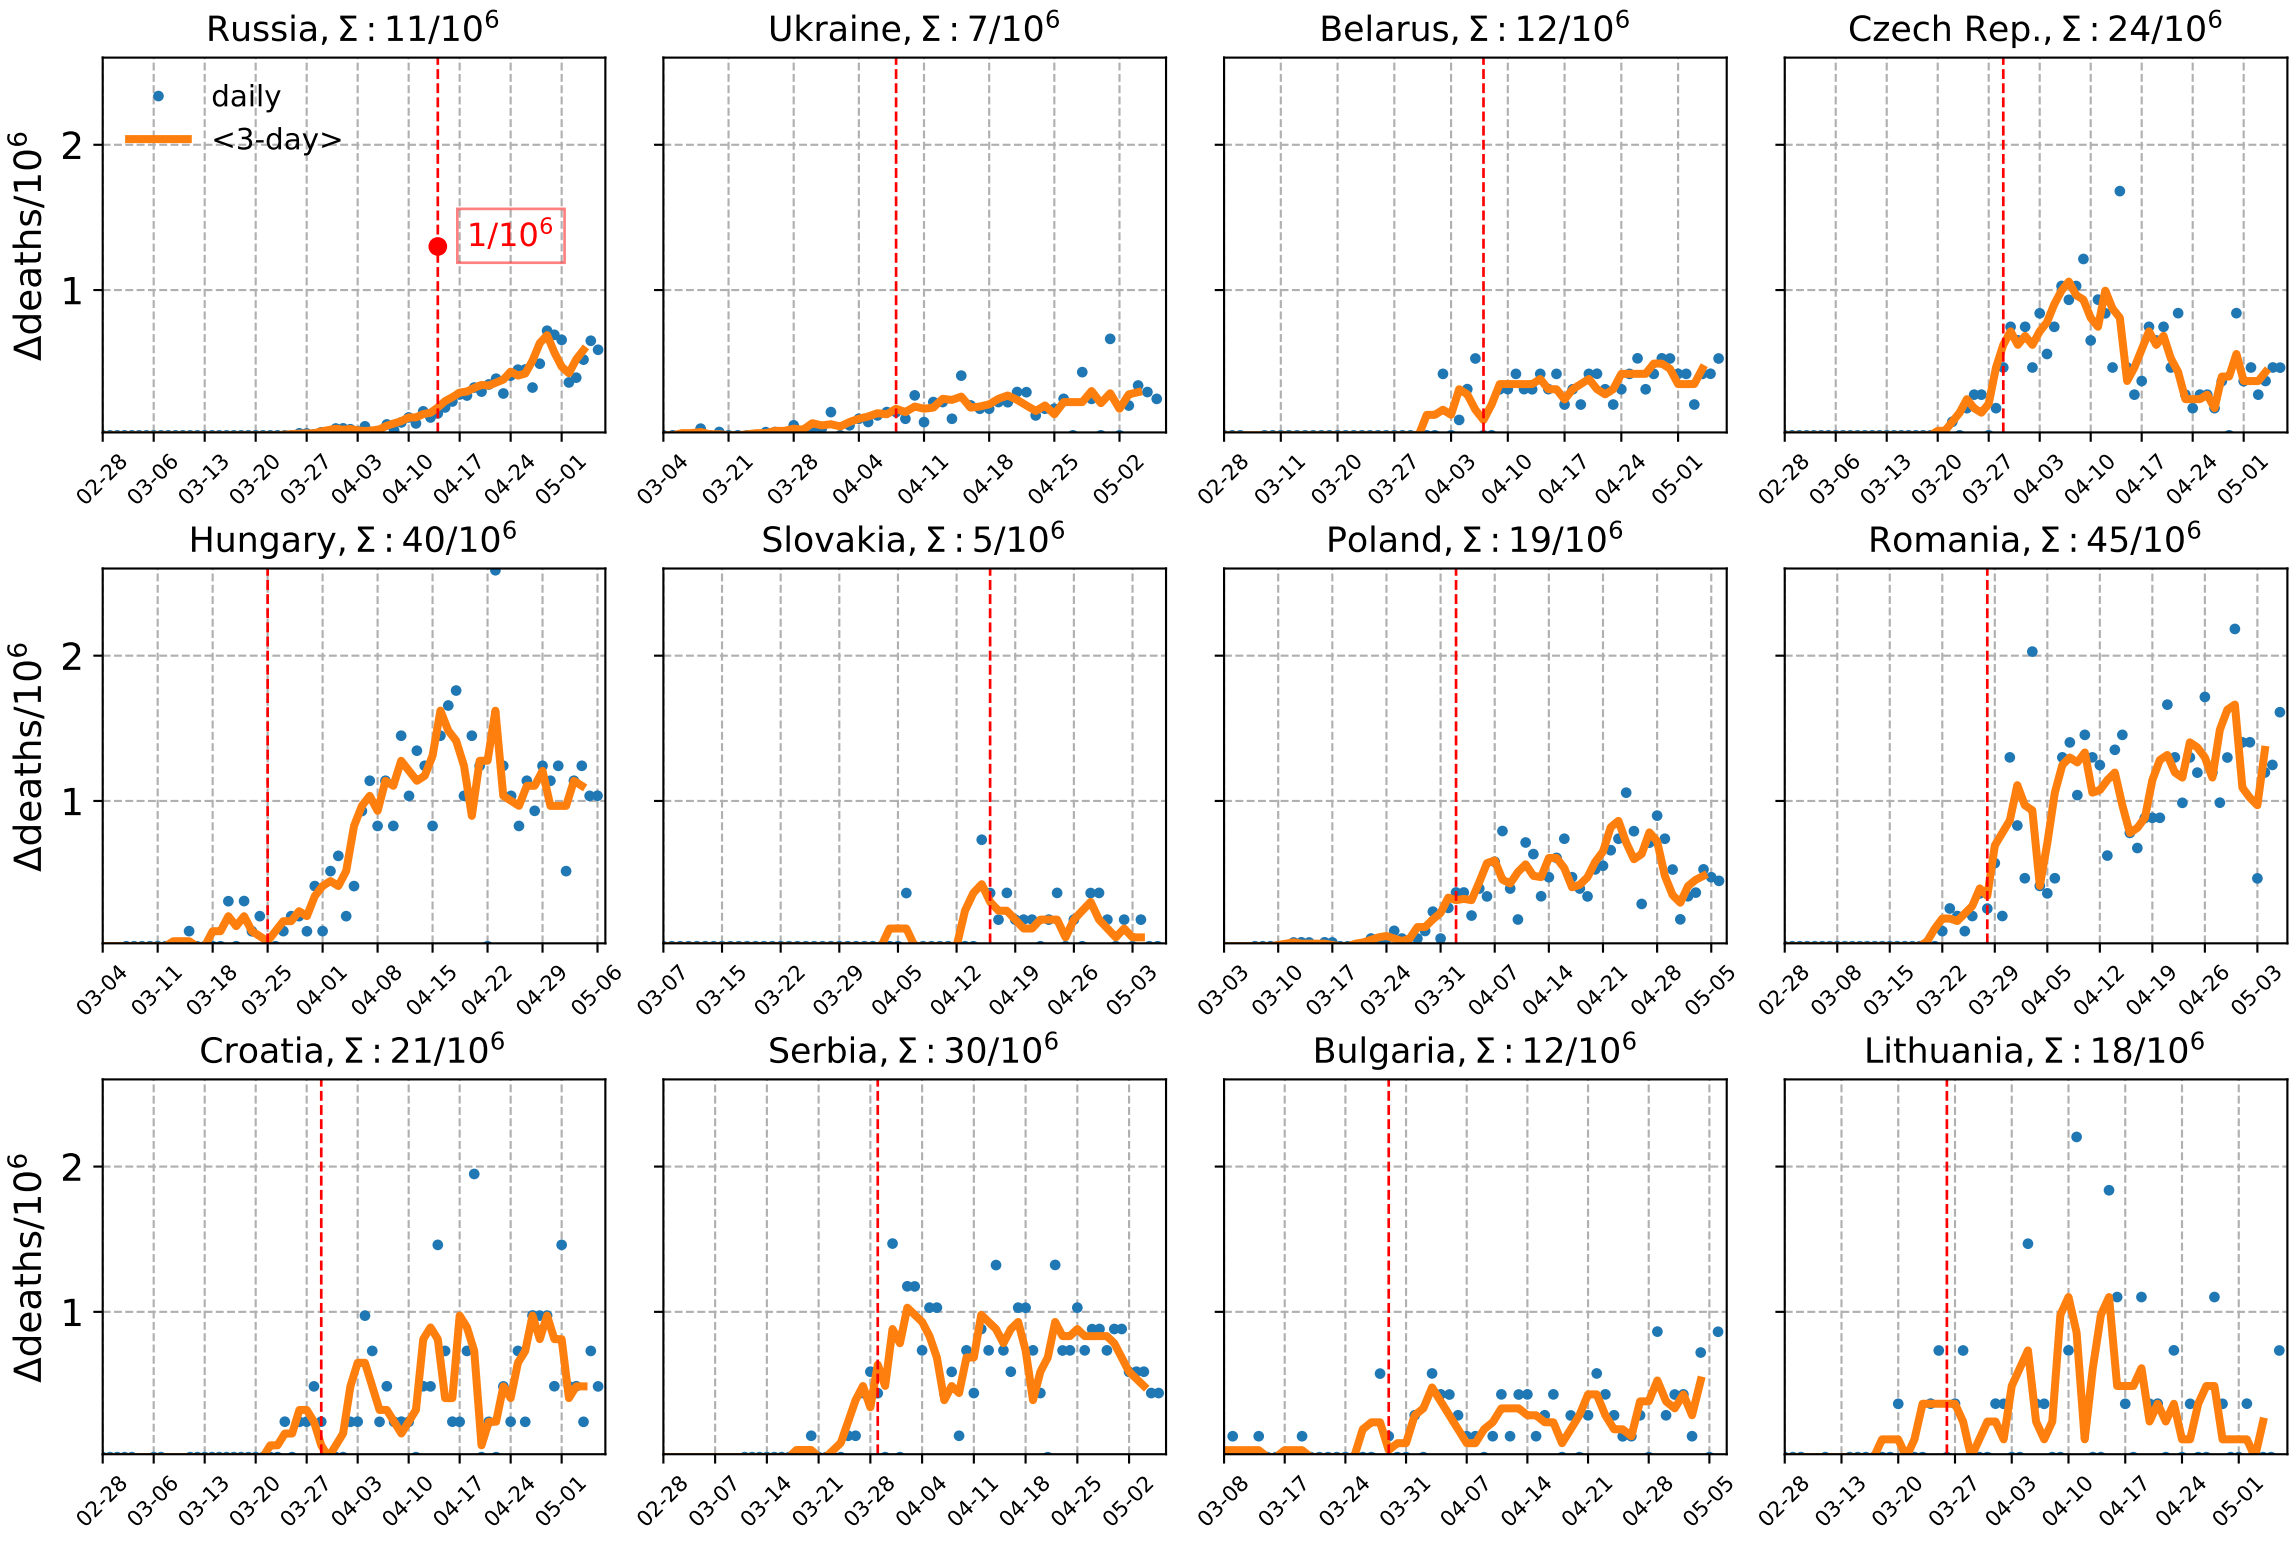 Russia, Σ : 11/10⁶
Ukraine, Σ : 7/10⁶
Belarus, Σ : 12/10⁶
Czech Rep., Σ : 24/10⁶
Δdeaths/10⁶
2
1
daily
<3-day>
1/10⁶
02-28 03-06 03-13 03-20 03-27 04-03 04-10 04-17 04-24 05-01
03-04 03-21 03-28 04-04 04-11 04-18 04-25 05-02
02-28 03-11 03-20 03-27 04-03 04-10 04-17 04-24 05-01
02-28 03-06 03-13 03-20 03-27 04-03 04-10 04-17 04-24 05-01
Hungary, Σ : 40/10⁶
Slovakia, Σ : 5/10⁶
Poland, Σ : 19/10⁶
Romania, Σ : 45/10⁶
Δdeaths/10⁶
2
1
03-04 03-11 03-18 03-25 04-01 04-08 04-15 04-22 04-29 05-06
03-07 03-15 03-22 03-29 04-05 04-12 04-19 04-26 05-03
03-03 03-10 03-17 03-24 03-31 04-07 04-14 04-21 04-28 05-05
02-28 03-08 03-15 03-22 03-29 04-05 04-12 04-19 04-26 05-03
Croatia, Σ : 21/10⁶
Serbia, Σ : 30/10⁶
Bulgaria, Σ : 12/10⁶
Lithuania, Σ : 18/10⁶
Δdeaths/10⁶
2
1
02-28 03-06 03-13 03-20 03-27 04-03 04-10 04-17 04-24 05-01
02-28 03-07 03-14 03-21 03-28 04-04 04-11 04-18 04-25 05-02
03-08 03-17 03-24 03-31 04-07 04-14 04-21 04-28 05-05
02-28 03-13 03-20 03-27 04-03 04-10 04-17 04-24 05-01